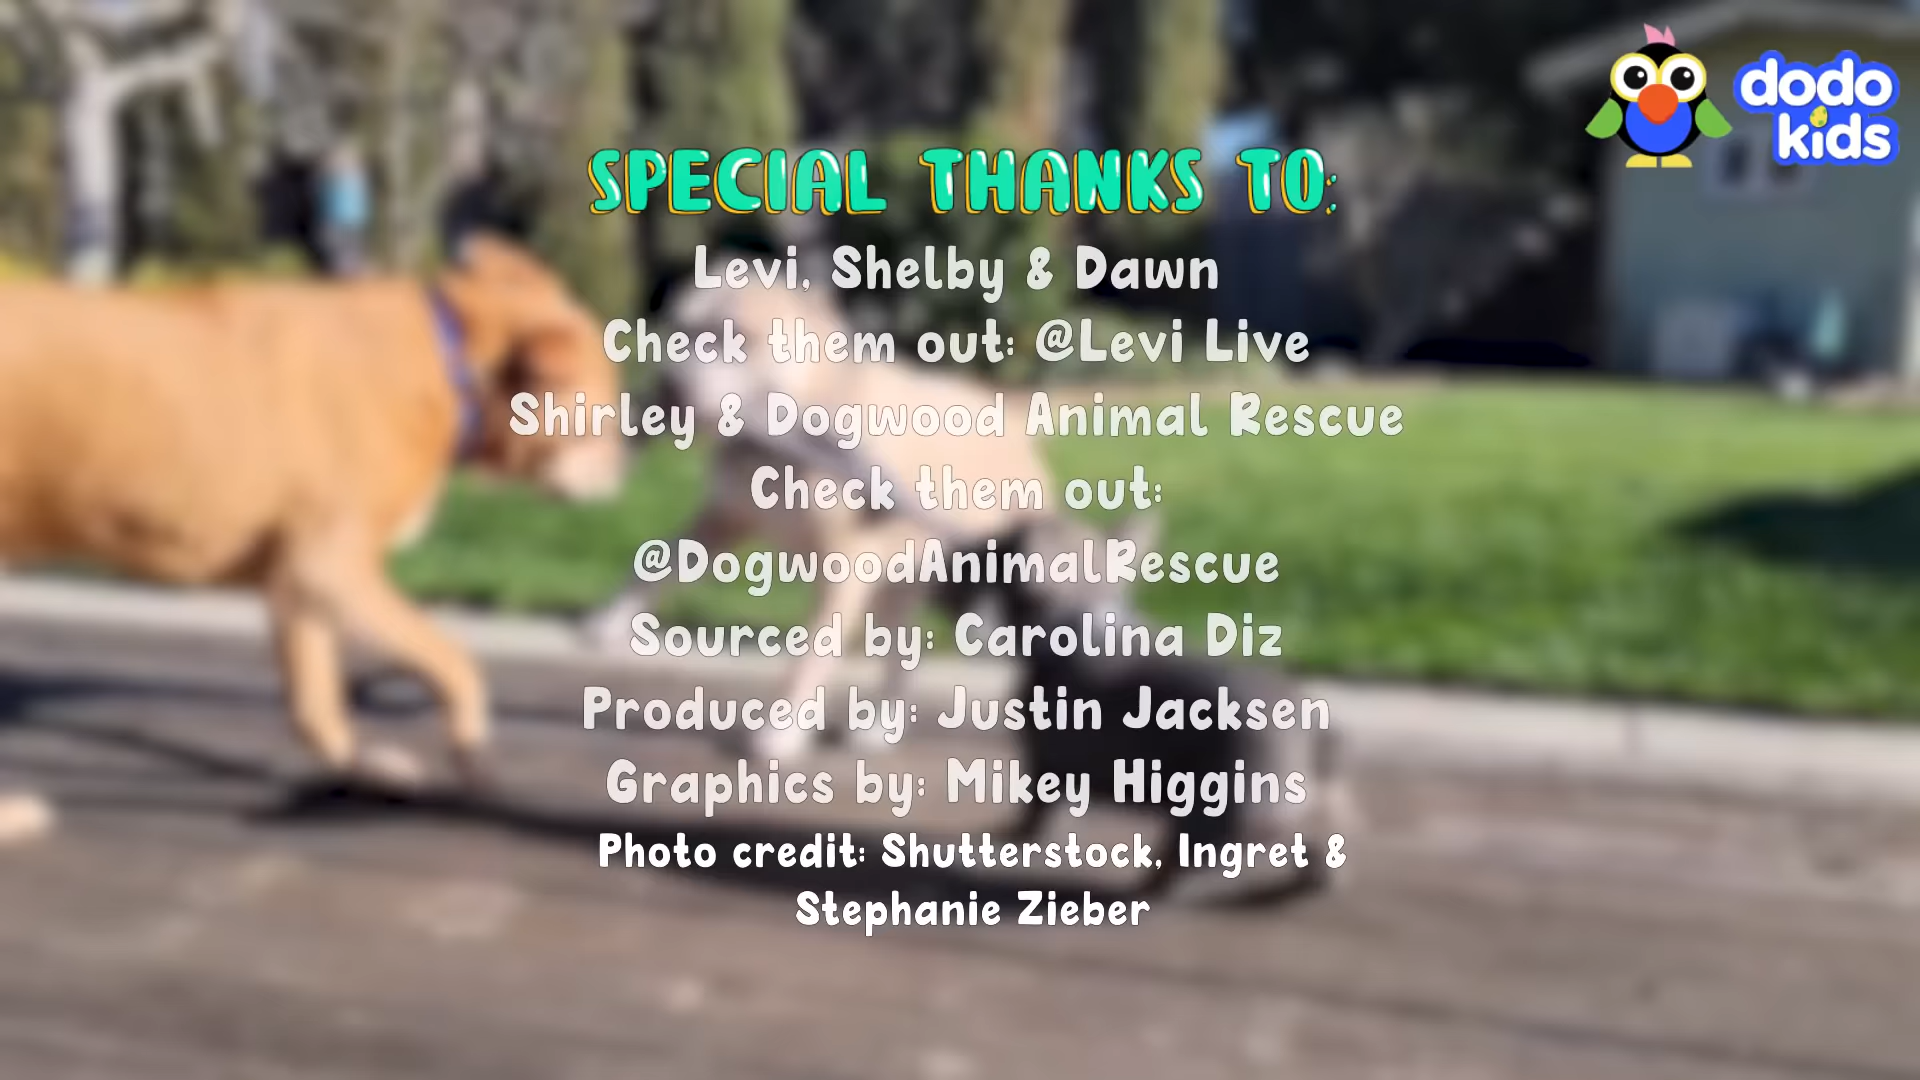 dodo
kids
SPECIAL THANKS TO:
Levi, Shelby & Dawn
Check them out: @Levi Live
Shirley & Dogwood Animal Rescue
Check them out:
@DogwoodAnimalRescue
Sourced by: Carolina Diz
Produced by: Justin Jacksen
Graphics by: Mikey Higgins
Photo credit: Shutterstock, Ingret &
Stephanie Zieber